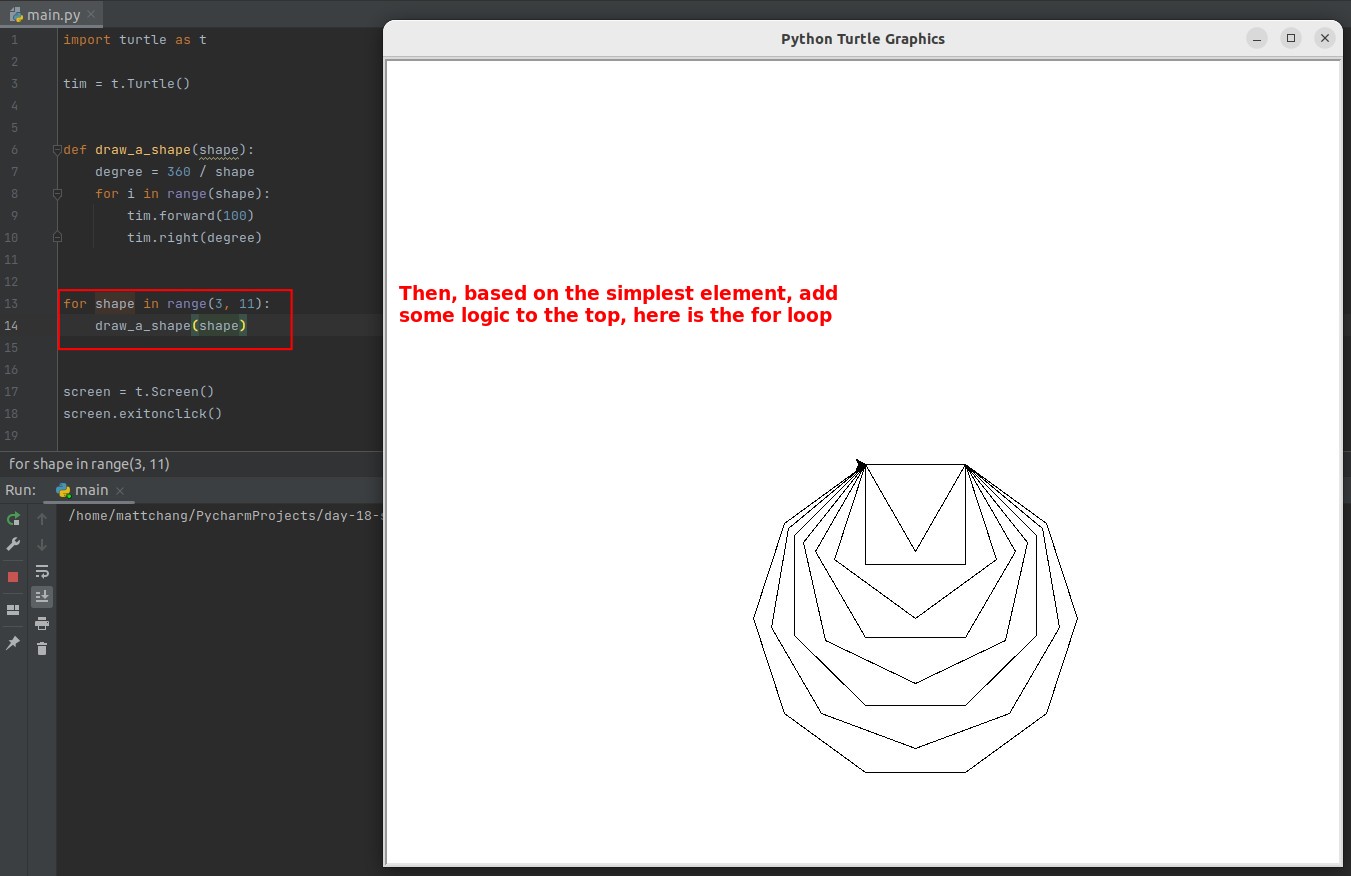 main.py
1 import turtle as t
2
3 tim = t.Turtle()
4
5
6 def draw_a_shape(shape):
7 degree = 360 / shape
8 for i in range(shape):
9 tim.forward(100)
10 tim.right(degree)
11
12
13 for shape in range(3, 11):
14 draw_a_shape(shape)
15
16
17 screen = t.Screen()
18 screen.exitonclick()
19
for shape in range(3, 11)
Run: main
/home/mattchang/PycharmProjects/day-18-
Python Turtle Graphics
Then, based on the simplest element, add
some logic to the top, here is the for loop